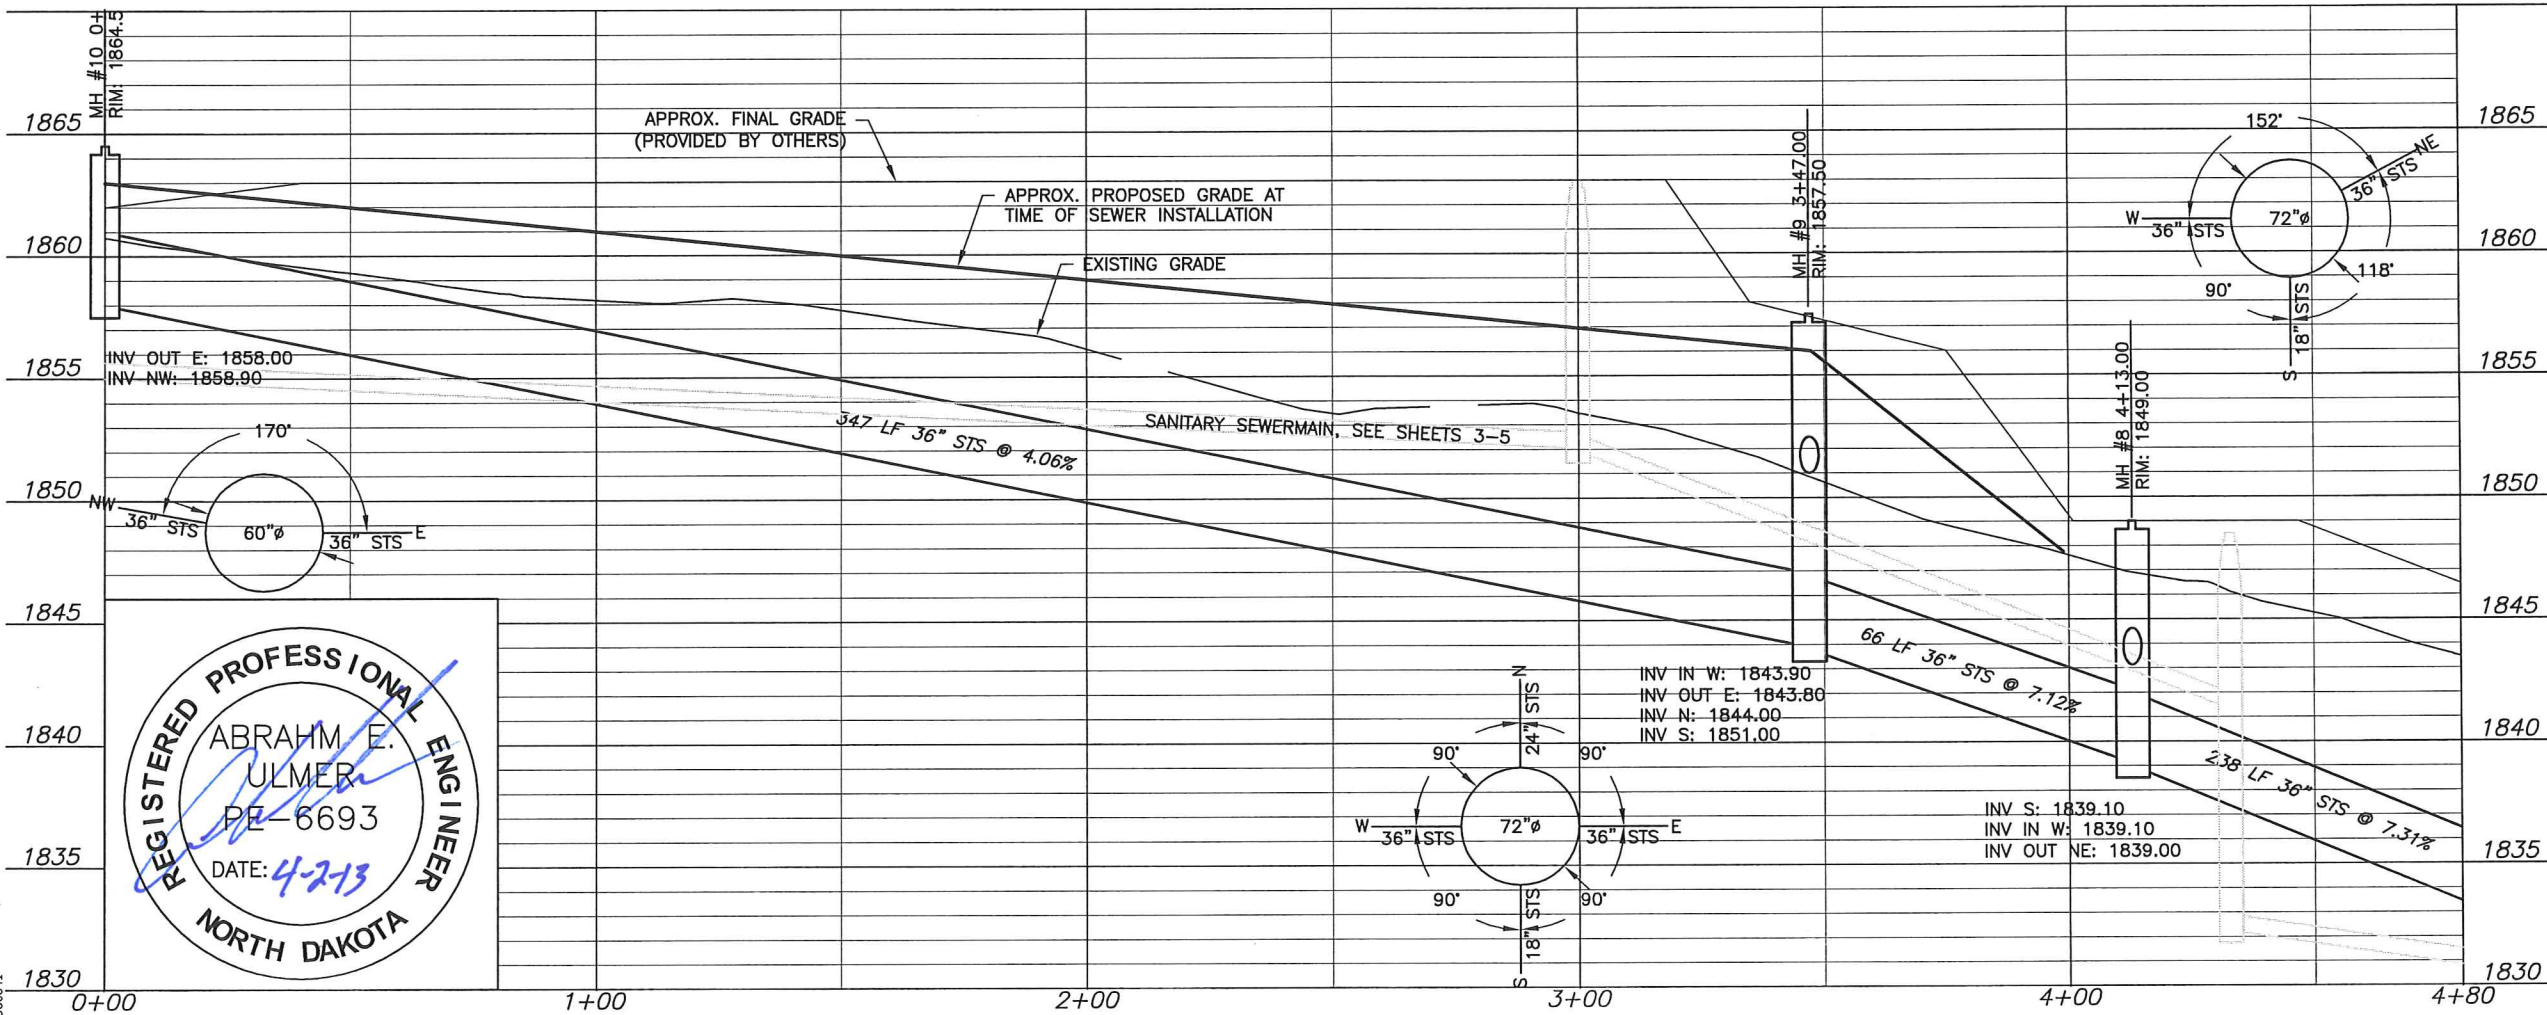 MH #10 0+
RIM: 1864.5
1865
1860
1855
1850
1845
1840
1835
1830
APPROX. FINAL GRADE
(PROVIDED BY OTHERS)
APPROX. PROPOSED GRADE AT
TIME OF SEWER INSTALLATION
EXISTING GRADE
INV OUT E: 1858.00
INV NW: 1858.90
170°
NW
36" STS
60"ø
36" STS
E
347 LF 36" STS @ 4.06%
SANITARY SEWERMAIN, SEE SHEETS 3-5
MH #9 3+47.00
RIM: 1857.50
152°
NE
36" STS
W
36" STS
72"ø
118°
90°
18" STS
S
MH #8 4+13.00
RIM: 1849.00
66 LF 36" STS @ 7.12%
INV IN W: 1843.90
INV OUT E: 1843.80
INV N: 1844.00
INV S: 1851.00
N
24" STS
90°
90°
W
36" STS
72"ø
36" STS
E
90°
90°
18" STS
S
238 LF 36" STS @ 7.31%
INV S: 1839.10
INV IN W: 1839.10
INV OUT NE: 1839.00
REGISTERED PROFESSIONAL ENGINEER
ABRAHM E.
ULMER
PE-6693
DATE: 4-2-13
NORTH DAKOTA
1865
1860
1855
1850
1845
1840
1835
1830
0+00
1+00
2+00
3+00
4+00
4+80